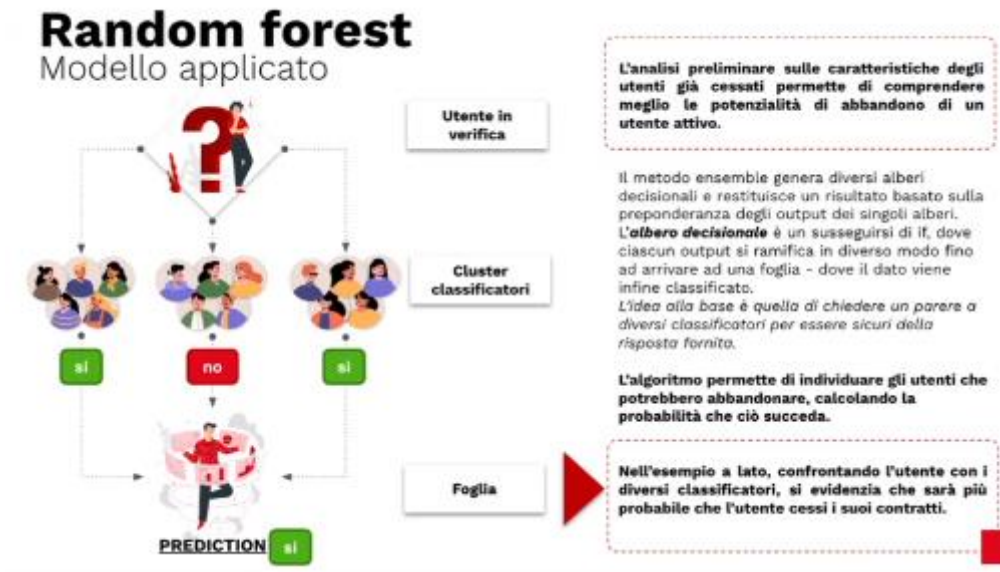 Random forest
Modello applicato
Utente in
verifica
Cluster
classificatori
si
no
si
Foglia
PREDICTION
si
L'analisi preliminare sulle caratteristiche degli
utenti già cessati permette di comprendere
meglio le potenzialità di abbandono di un
utente attivo.
Il metodo ensemble genera diversi alberi
decisionali e restituisce un risultato basato sulla
preponderanza degli output dei singoli alberi.
L'albero decisionale è un susseguirsi di if, dove
ciascun output si ramifica in diverso modo fino
ad arrivare ad una foglia - dove il dato viene
infine classificato.
L'idea alla base è quella di chiedere un parere a
diversi classificatori per essere sicuri della
risposta fornita.
L'algoritmo permette di individuare gli utenti che
potrebbero abbandonare, calcolando la
probabilità che ciò succeda.
Nell'esempio a lato, confrontando l'utente con i
diversi classificatori, si evidenzia che sarà più
probabile che l'utente cessi i suoi contratti.